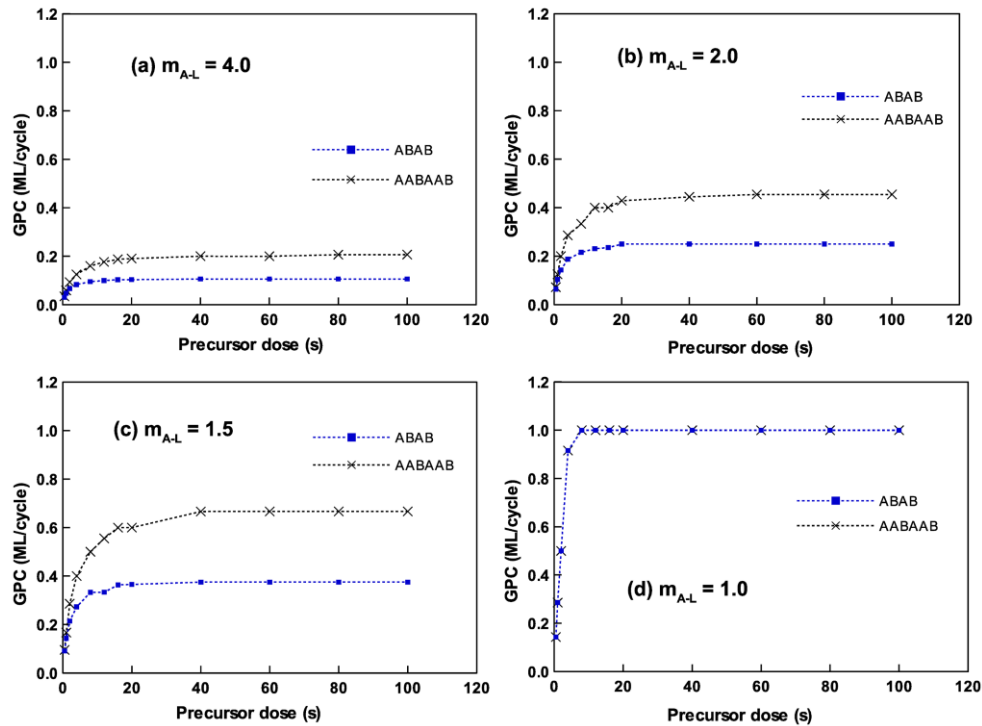 1.2
1.0
0.8
0.6
0.4
0.2
0.0
GPC (ML/cycle)
(a) m_A-L = 4.0
ABAB
AABAAB
0 20 40 60 80 100 120
Precursor dose (s)
1.2
1.0
0.8
0.6
0.4
0.2
0.0
GPC (ML/cycle)
(b) m_A-L = 2.0
ABAB
AABAAB
0 20 40 60 80 100 120
Precursor dose (s)
1.2
1.0
0.8
0.6
0.4
0.2
0.0
GPC (ML/cycle)
(c) m_A-L = 1.5
ABAB
AABAAB
0 20 40 60 80 100 120
Precursor dose (s)
1.2
1.0
0.8
0.6
0.4
0.2
0.0
GPC (ML/cycle)
ABAB
AABAAB
(d) m_A-L = 1.0
0 20 40 60 80 100 120
Precursor dose (s)